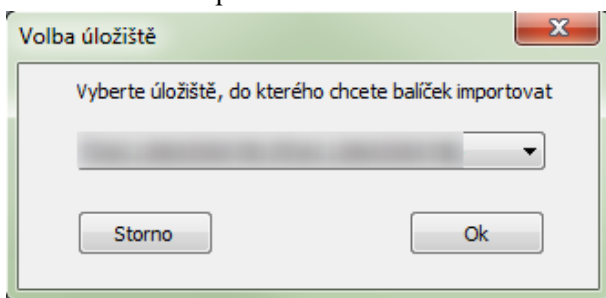 Volba úložiště
Vyberte úložiště, do kterého chcete balíček importovat
Storno
Ok